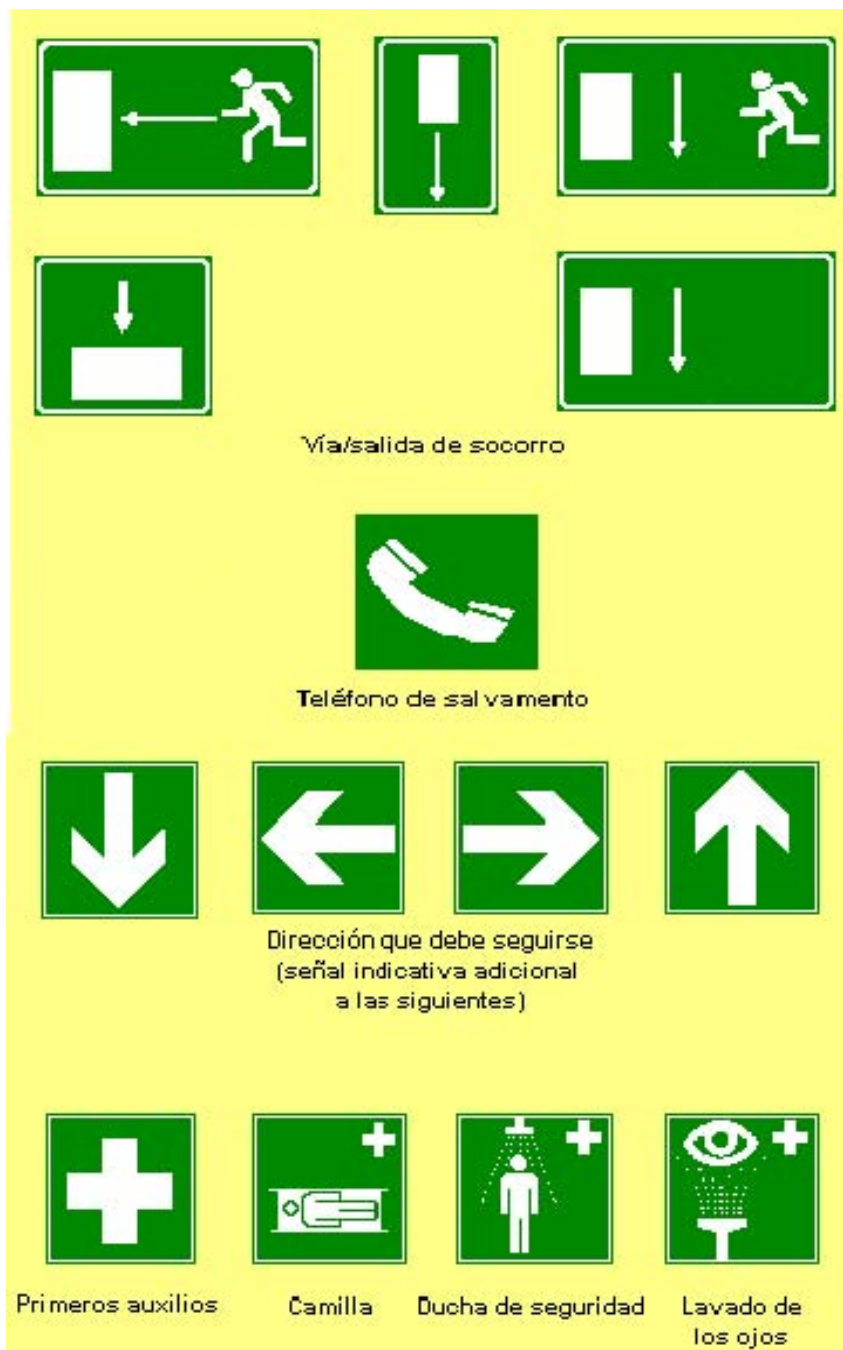 Vía/salida de socorro
Teléfono de salvamento
Dirección que debe seguirse
(señal indicativa adicional
a las siguientes)
Primeros auxilios
Camilla
Ducha de seguridad
Lavado de
los ojos